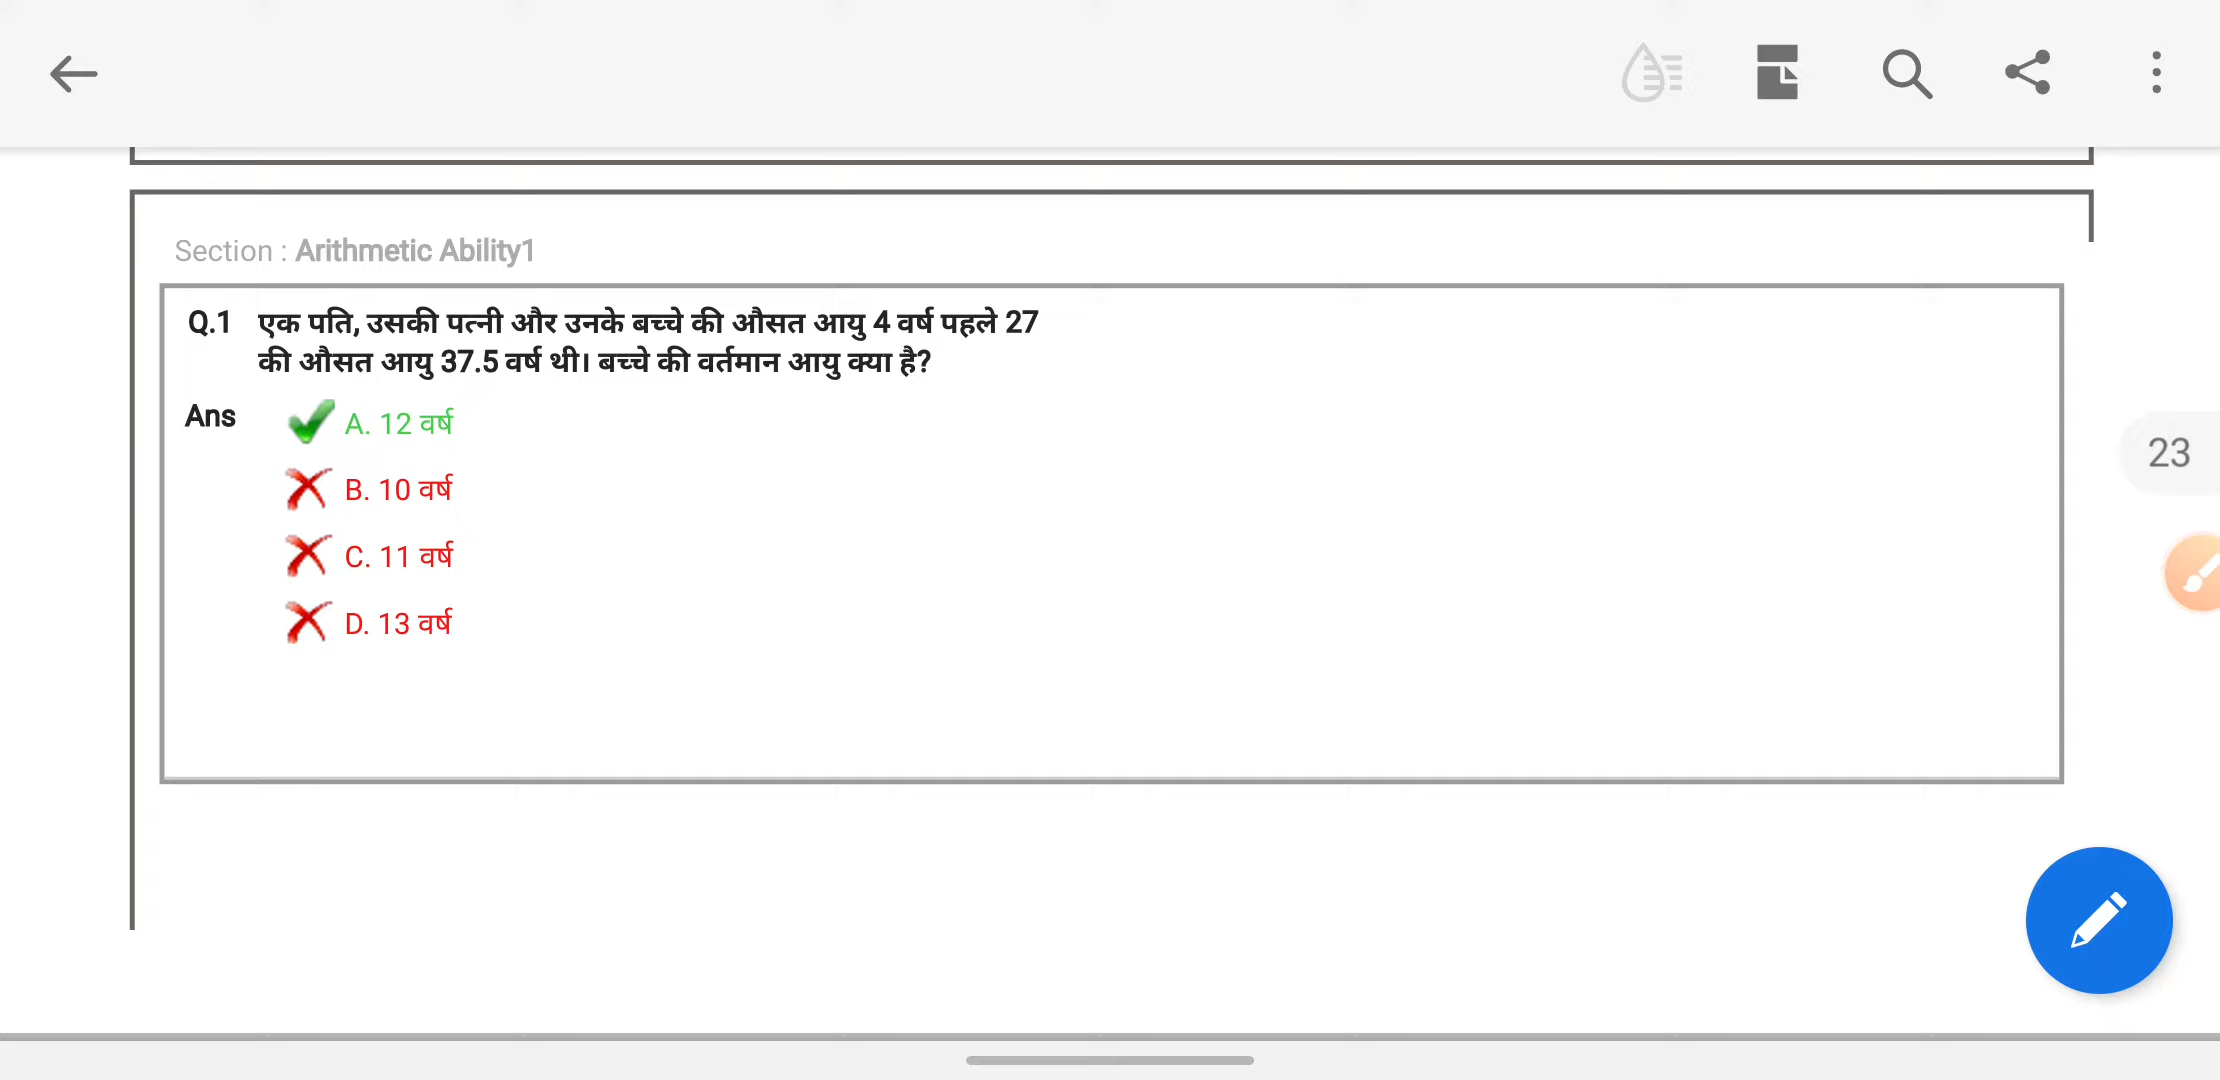 Section : Arithmetic Ability1
Q.1 एक पति, उसकी पत्नी और उनके बच्चे की औसत आयु 4 वर्ष पहले 27
की औसत आयु 37.5 वर्ष थी। बच्चे की वर्तमान आयु क्या है?
Ans A. 12 वर्ष
B. 10 वर्ष
C. 11 वर्ष
D. 13 वर्ष
23